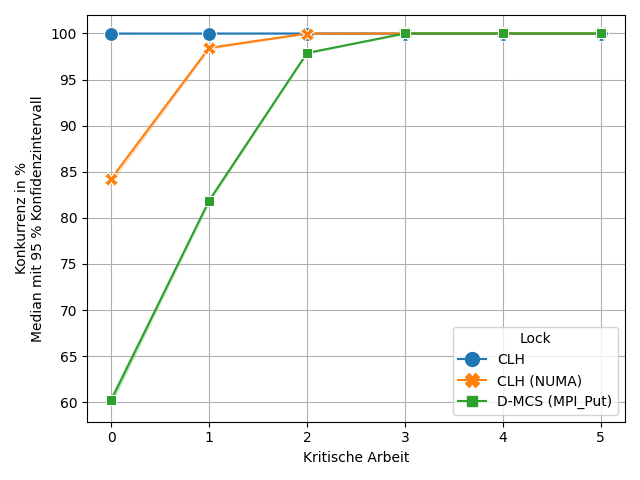 100
95
90
85
80
75
70
65
60
Konkurrenz in %
Median mit 95 % Konfidenzintervall
Lock
CLH
CLH (NUMA)
D-MCS (MPI_Put)
0 1 2 3 4 5
Kritische Arbeit